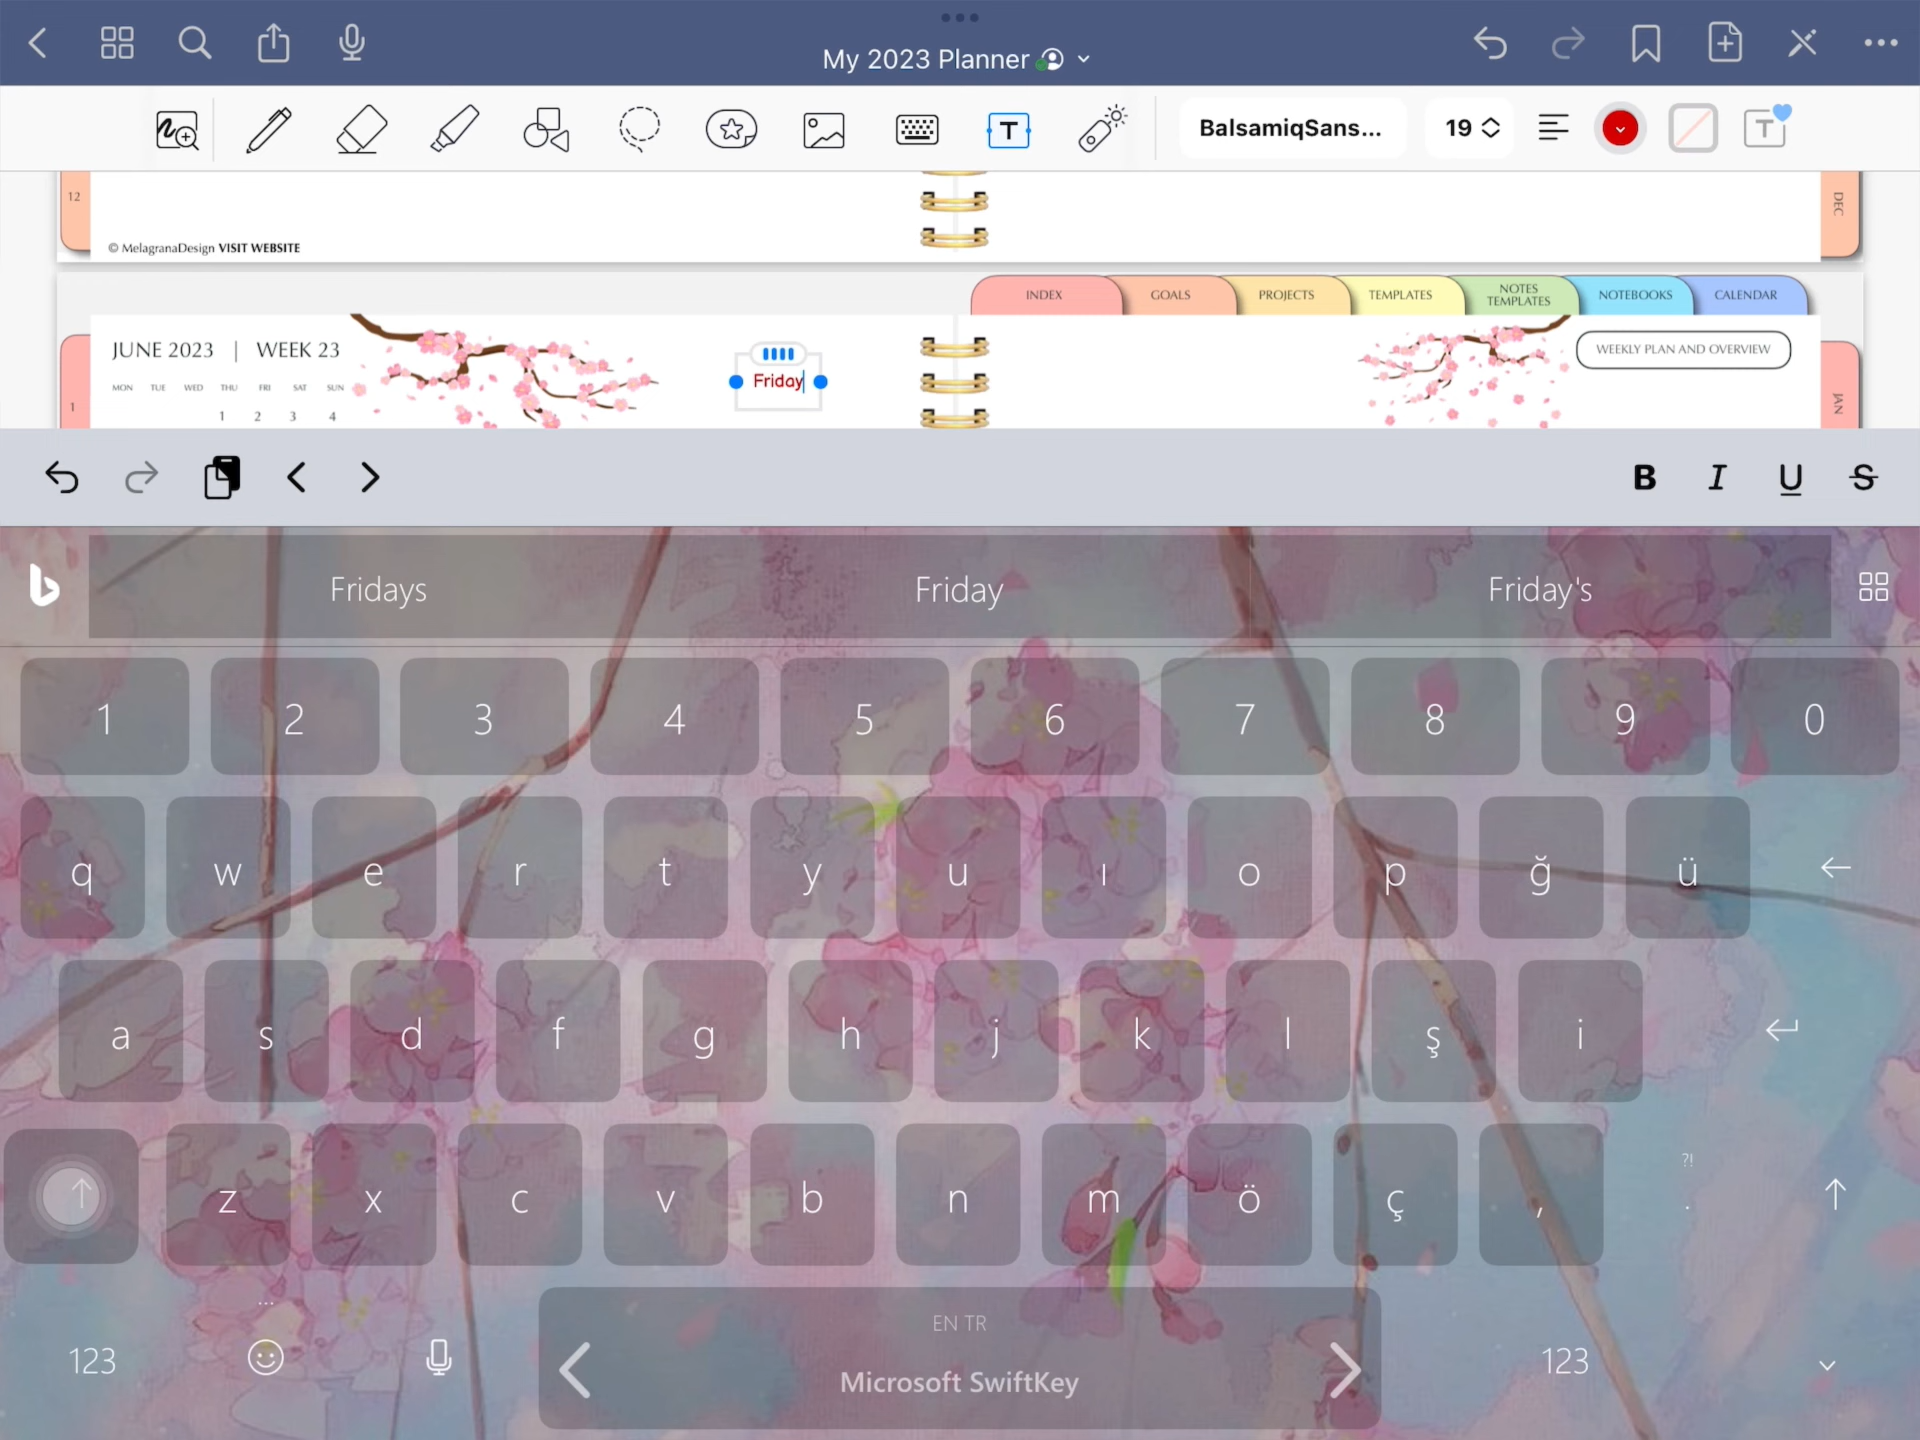 My 2023 Planner
BalsamiqSans... 19
12
DEC
© MelagranaDesign VISIT WEBSITE
INDEX GOALS PROJECTS TEMPLATES NOTES TEMPLATES NOTEBOOKS CALENDAR
JUNE 2023 | WEEK 23
WEEKLY PLAN AND OVERVIEW
Friday
MON TUE WED THU FRI SAT SUN
1
JAN
1 2 3 4
B I U S
Fridays Friday Friday's
1 2 3 4 5 6 7 8 9 0
q w e r t y u ı o p ğ ü
a s d f g h j k l ş i
z x c v b n m ö ç , ?! .
EN TR
123 Microsoft SwiftKey 123